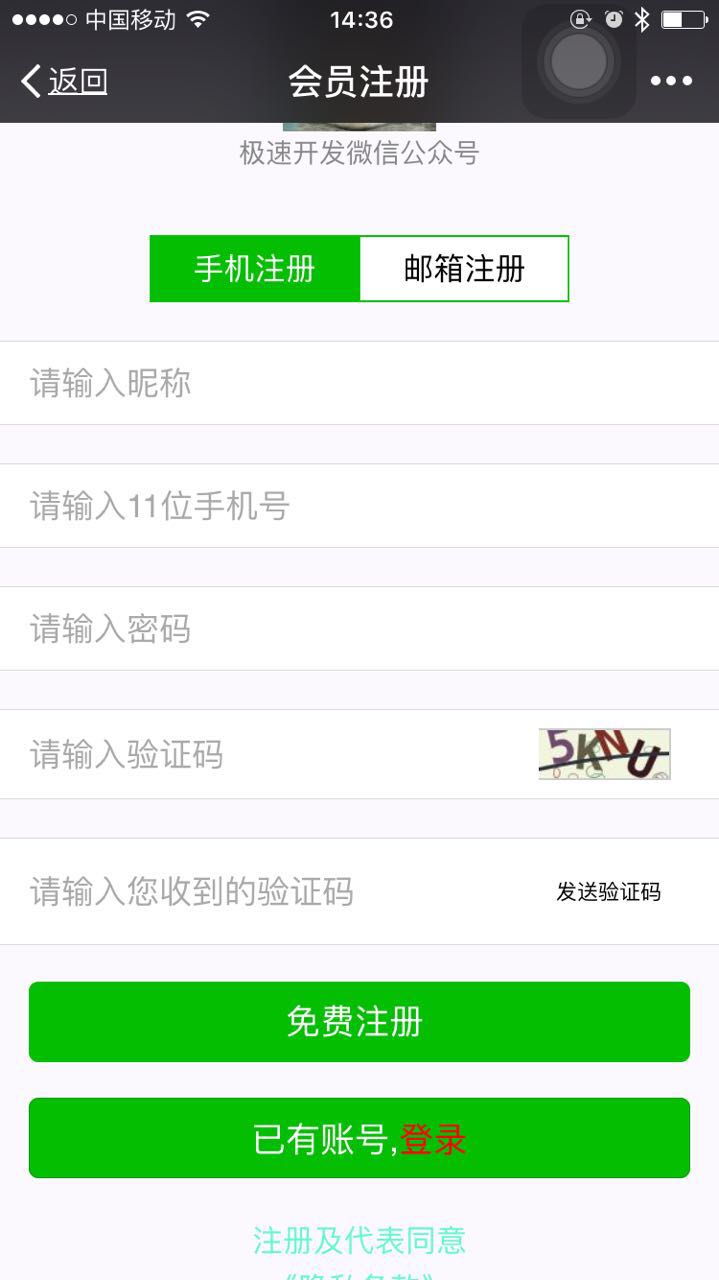 中国移动 14:36
返回 会员注册
极速开发微信公众号
手机注册 邮箱注册
请输入昵称
请输入11位手机号
请输入密码
请输入验证码 5KNU
请输入您收到的验证码 发送验证码
免费注册
已有账号,登录
注册及代表同意
《隐私条款》